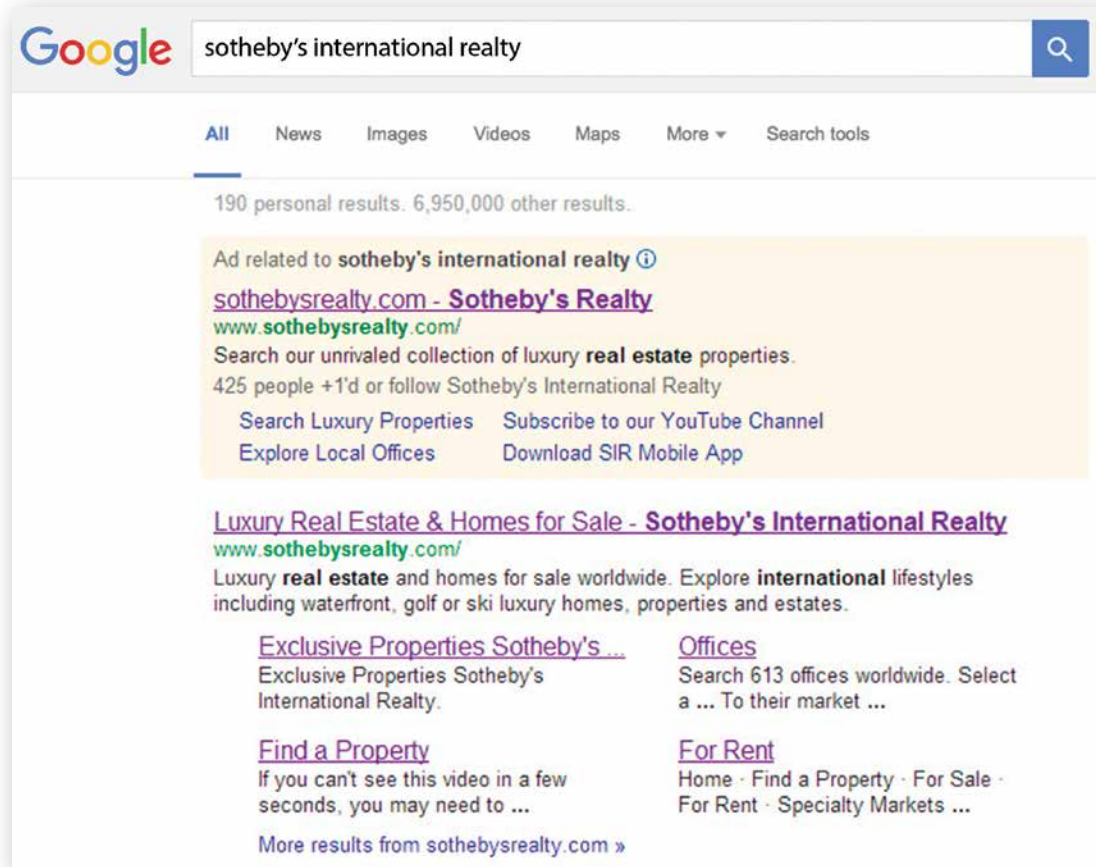 Google sotheby's international realty
All News Images Videos Maps More Search tools
190 personal results. 6,950,000 other results.
Ad related to sotheby's international realty
sothebysrealty.com - Sotheby's Realty
www.sothebysrealty.com/
Search our unrivaled collection of luxury real estate properties.
425 people +1'd or follow Sotheby's International Realty
Search Luxury Properties Subscribe to our YouTube Channel
Explore Local Offices Download SIR Mobile App
Luxury Real Estate & Homes for Sale - Sotheby's International Realty
www.sothebysrealty.com/
Luxury real estate and homes for sale worldwide. Explore international lifestyles
including waterfront, golf or ski luxury homes, properties and estates.
Exclusive Properties Sotheby's ...
Exclusive Properties Sotheby's
International Realty.
Offices
Search 613 offices worldwide. Select
a ... To their market ...
Find a Property
If you can't see this video in a few
seconds, you may need to ...
For Rent
Home · Find a Property · For Sale ·
For Rent · Specialty Markets ...
More results from sothebysrealty.com »